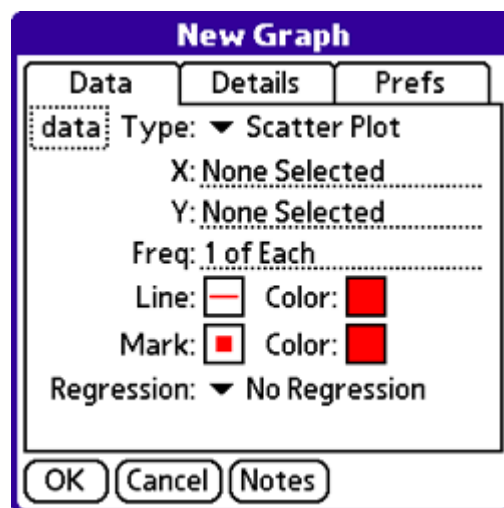 New Graph
Data Details Prefs
data Type: Scatter Plot
X: None Selected
Y: None Selected
Freq: 1 of Each
Line: Color:
Mark: Color:
Regression: No Regression
OK Cancel Notes